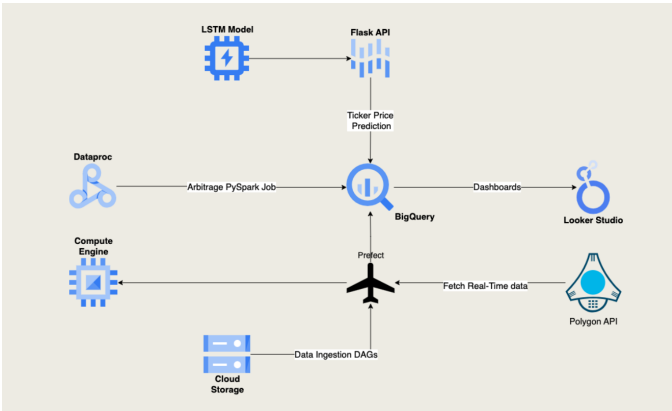 LSTM Model
Flask API
Ticker Price
Prediction
Dataproc
Arbitrage PySpark Job
BigQuery
Dashboards
Looker Studio
Compute
Engine
Prefect
Fetch Real-Time data
Polygon API
Data Ingestion DAGs
Cloud
Storage